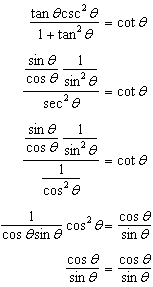 tan θ csc² θ / 1 + tan² θ = cot θ
sin θ / cos θ 1 / sin² θ / sec² θ = cot θ
sin θ / cos θ 1 / sin² θ / 1 / cos² θ = cot θ
1 / cos θ sin θ cos² θ = cos θ / sin θ
cos θ / sin θ = cos θ / sin θ